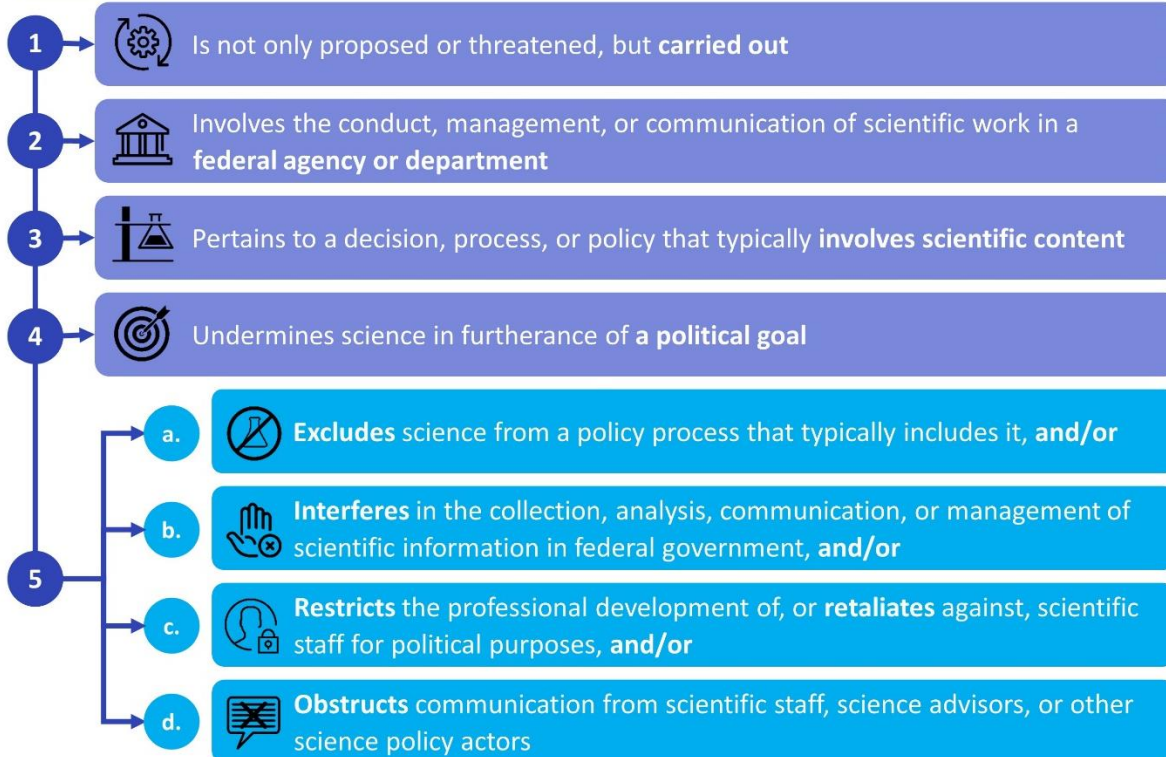 1
Is not only proposed or threatened, but carried out
2
Involves the conduct, management, or communication of scientific work in a
federal agency or department
3
Pertains to a decision, process, or policy that typically involves scientific content
4
Undermines science in furtherance of a political goal
5
a.
Excludes science from a policy process that typically includes it, and/or
b.
Interferes in the collection, analysis, communication, or management of
scientific information in federal government, and/or
c.
Restricts the professional development of, or retaliates against, scientific
staff for political purposes, and/or
d.
Obstructs communication from scientific staff, science advisors, or other
science policy actors